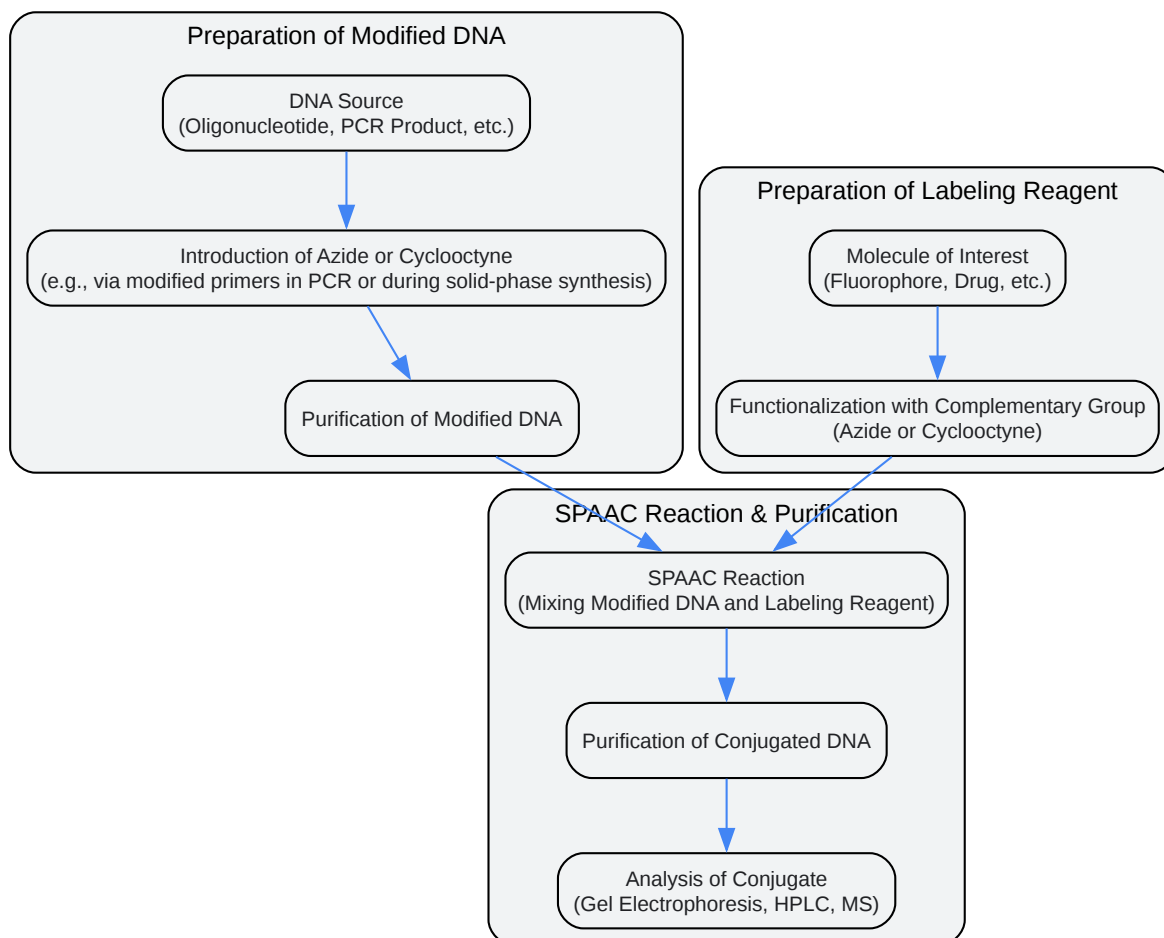 Preparation of Modified DNA
DNA Source
(Oligonucleotide, PCR Product, etc.)
Introduction of Azide or Cyclooctyne
(e.g., via modified primers in PCR or during solid-phase synthesis)
Purification of Modified DNA
Preparation of Labeling Reagent
Molecule of Interest
(Fluorophore, Drug, etc.)
Functionalization with Complementary Group
(Azide or Cyclooctyne)
SPAAC Reaction & Purification
SPAAC Reaction
(Mixing Modified DNA and Labeling Reagent)
Purification of Conjugated DNA
Analysis of Conjugate
(Gel Electrophoresis, HPLC, MS)